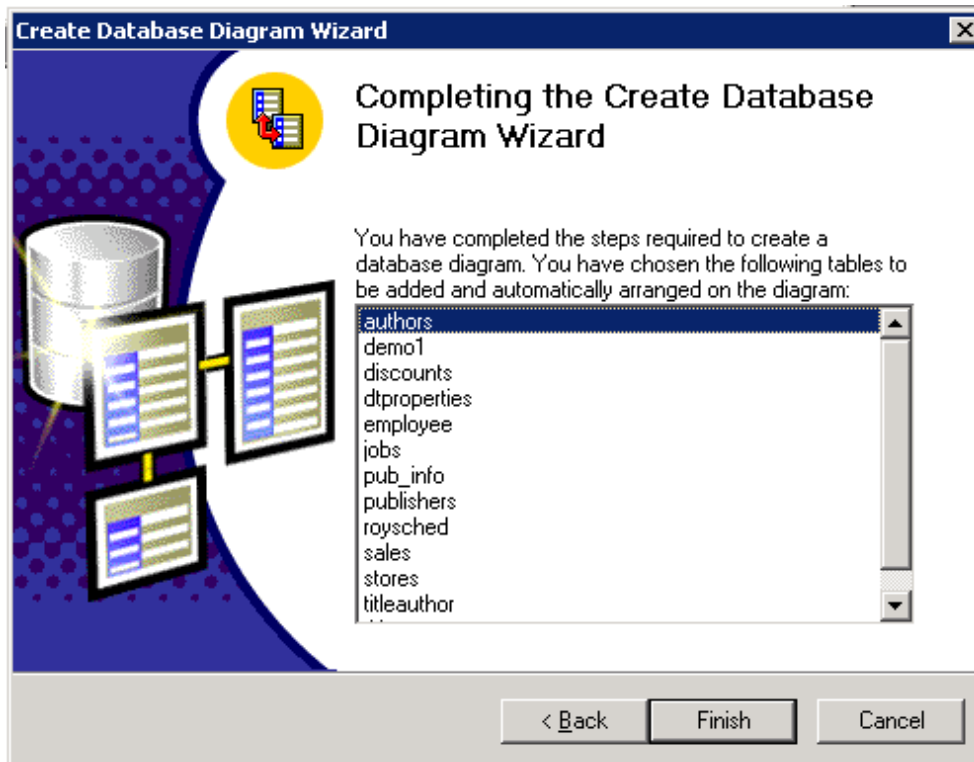 Create Database Diagram Wizard
Completing the Create Database
Diagram Wizard
You have completed the steps required to create a
database diagram. You have chosen the following tables to
be added and automatically arranged on the diagram:
authors
demo1
discounts
dtproperties
employee
jobs
pub_info
publishers
roysched
sales
stores
titleauthor
< Back
Finish
Cancel